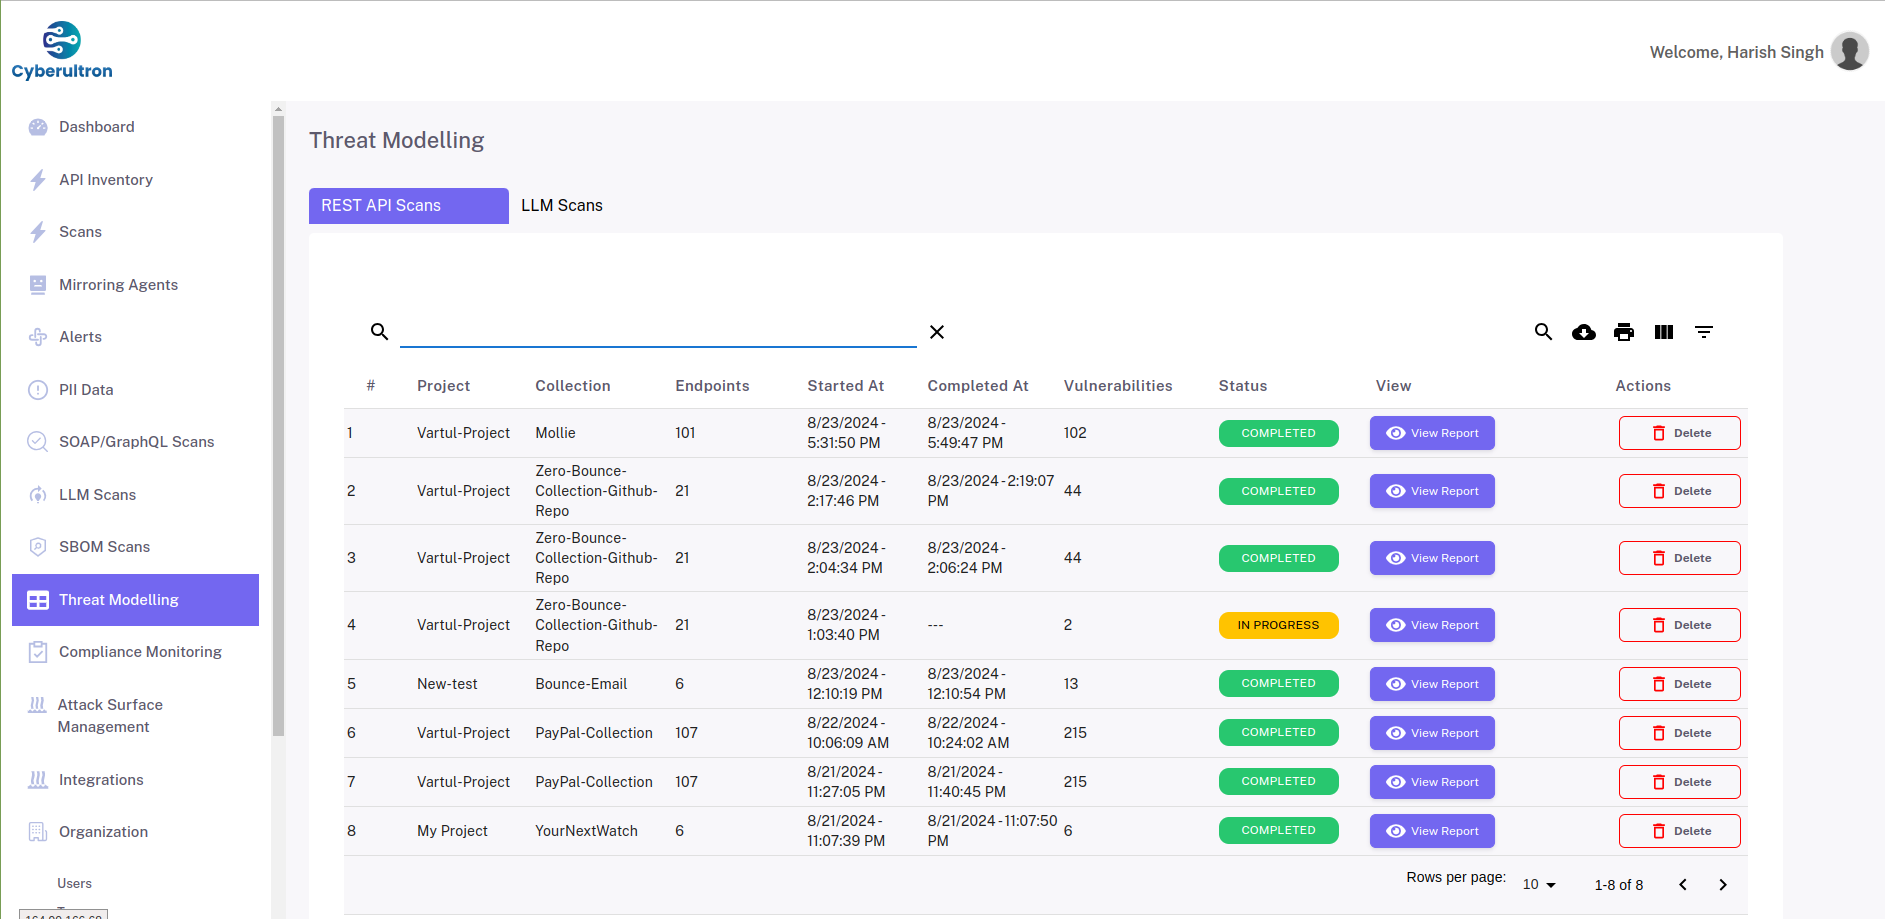 Cyberultron
Welcome, Harish Singh
Dashboard
API Inventory
Scans
Mirroring Agents
Alerts
PII Data
SOAP/GraphQL Scans
LLM Scans
SBOM Scans
Threat Modelling
Compliance Monitoring
Attack Surface
Management
Integrations
Organization
Users
Threat Modelling
REST API Scans LLM Scans
# Project Collection Endpoints Started At Completed At Vulnerabilities Status View Actions
1 Vartul-Project Mollie 101 8/23/2024 - 5:31:50 PM 8/23/2024 - 5:49:47 PM 102 COMPLETED View Report Delete
2 Vartul-Project Zero-Bounce-Collection-Github-Repo 21 8/23/2024 - 2:17:46 PM 8/23/2024 - 2:19:07 PM 44 COMPLETED View Report Delete
3 Vartul-Project Zero-Bounce-Collection-Github-Repo 21 8/23/2024 - 2:04:34 PM 8/23/2024 - 2:06:24 PM 44 COMPLETED View Report Delete
4 Vartul-Project Zero-Bounce-Collection-Github-Repo 21 8/23/2024 - 1:03:40 PM --- 2 IN PROGRESS View Report Delete
5 New-test Bounce-Email 6 8/23/2024 - 12:10:19 PM 8/23/2024 - 12:10:54 PM 13 COMPLETED View Report Delete
6 Vartul-Project PayPal-Collection 107 8/22/2024 - 10:06:09 AM 8/22/2024 - 10:24:02 AM 215 COMPLETED View Report Delete
7 Vartul-Project PayPal-Collection 107 8/21/2024 - 11:27:05 PM 8/21/2024 - 11:40:45 PM 215 COMPLETED View Report Delete
8 My Project YourNextWatch 6 8/21/2024 - 11:07:39 PM 8/21/2024 - 11:07:50 PM 6 COMPLETED View Report Delete
Rows per page: 10 1-8 of 8